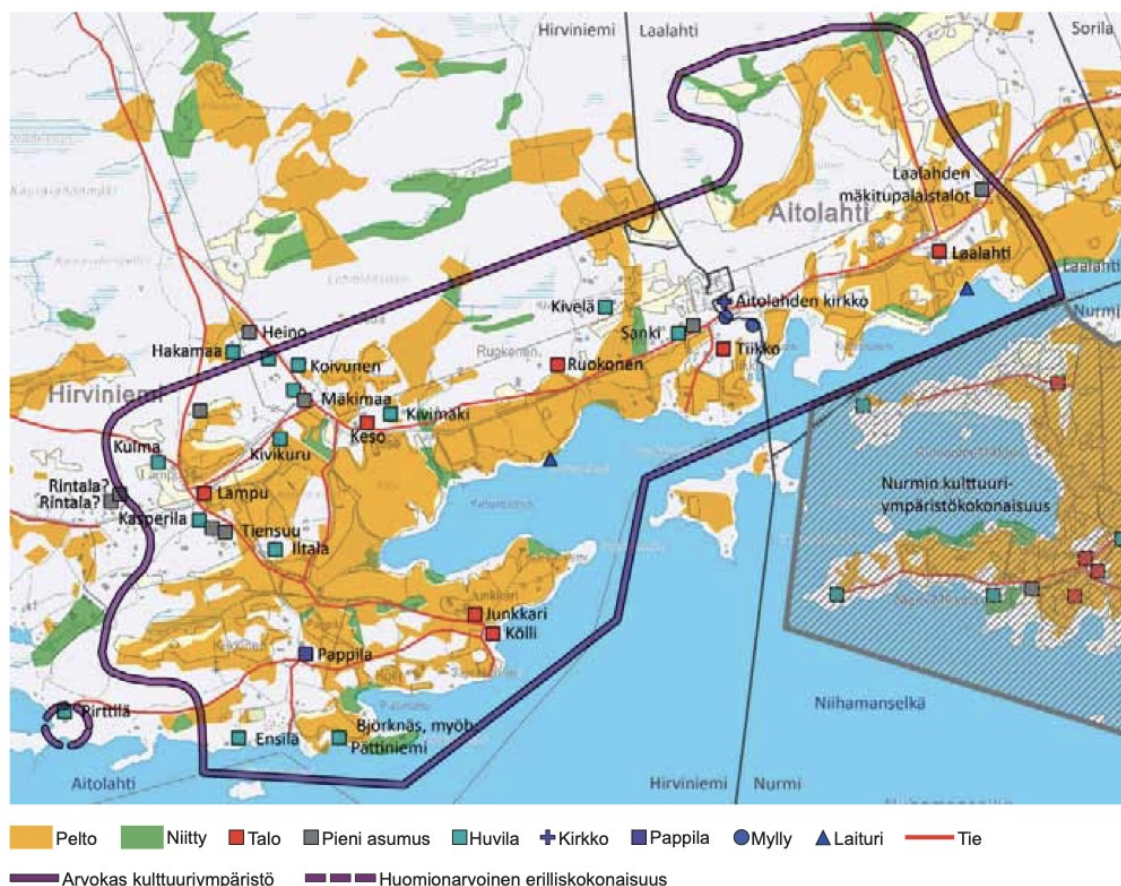 Hirviniemi Laalahti Sorila
Laalahden
mäkitupalaistalot
Aitolahti
Laalahti
Laalahti
Nurmi
Kivelä
Aitolahden kirkko
Heino
Sanki
Hakamaa
Tiikko
Ruokonen
Ruokonen
Koivunen
Hirviniemi
Mäkimaa
Kivimäki
Keso
Kulma
Kivikuru
Rintala?
Rintala?
Lampu
Nurmin kulttuuri-
ympäristökokonaisuus
Kasperila
Tiensuu
Iltala
Junkkari
Junkkari
Kölli
Pappila
Pirttilä
Niihamanselkä
Björknäs, myöh.
Pättiniemi
Ensilä
Aitolahti
Hirviniemi Nurmi
Pelto Niitty Talo Pieni asumus Huvila Kirkko Pappila Mylly Laituri Tie
Arvokas kulttuuriympäristö Huomionarvoinen erilliskokonaisuus